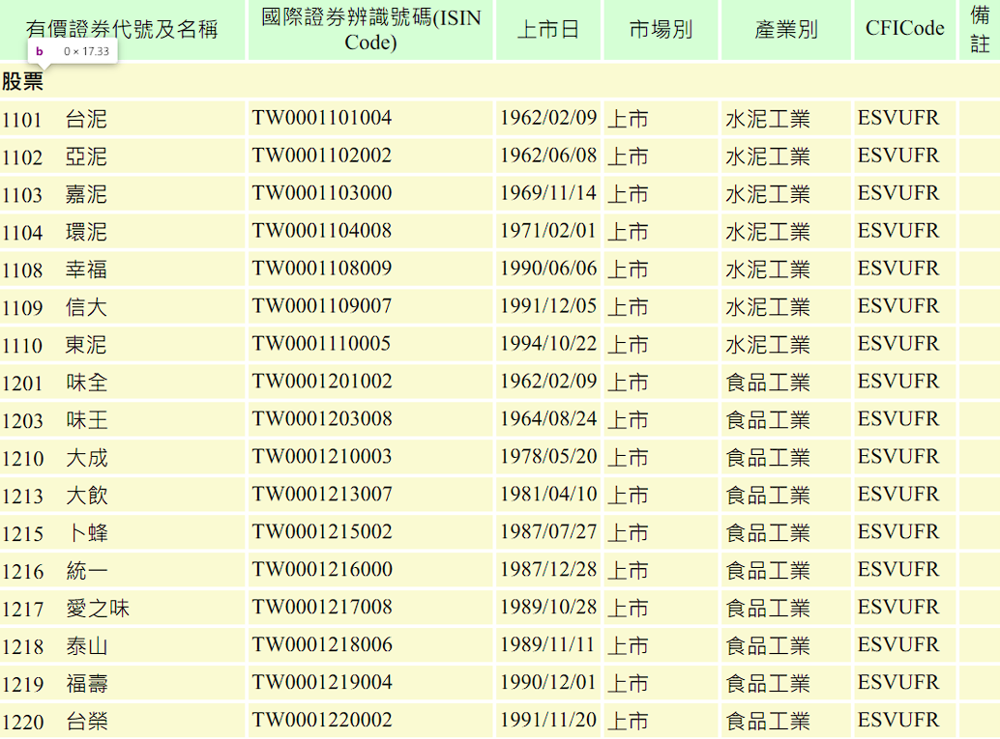 有價證券代號及名稱 國際證券辨識號碼(ISIN Code) 上市日 市場別 產業別 CFICode 備註
b 0 × 17.33
股票
1101 台泥 TW0001101004 1962/02/09 上市 水泥工業 ESVUFR
1102 亞泥 TW0001102002 1962/06/08 上市 水泥工業 ESVUFR
1103 嘉泥 TW0001103000 1969/11/14 上市 水泥工業 ESVUFR
1104 環泥 TW0001104008 1971/02/01 上市 水泥工業 ESVUFR
1108 幸福 TW0001108009 1990/06/06 上市 水泥工業 ESVUFR
1109 信大 TW0001109007 1991/12/05 上市 水泥工業 ESVUFR
1110 東泥 TW0001110005 1994/10/22 上市 水泥工業 ESVUFR
1201 味全 TW0001201002 1962/02/09 上市 食品工業 ESVUFR
1203 味王 TW0001203008 1964/08/24 上市 食品工業 ESVUFR
1210 大成 TW0001210003 1978/05/20 上市 食品工業 ESVUFR
1213 大飲 TW0001213007 1981/04/10 上市 食品工業 ESVUFR
1215 卜蜂 TW0001215002 1987/07/27 上市 食品工業 ESVUFR
1216 統一 TW0001216000 1987/12/28 上市 食品工業 ESVUFR
1217 愛之味 TW0001217008 1989/10/28 上市 食品工業 ESVUFR
1218 泰山 TW0001218006 1989/11/11 上市 食品工業 ESVUFR
1219 福壽 TW0001219004 1990/12/01 上市 食品工業 ESVUFR
1220 台榮 TW0001220002 1991/11/20 上市 食品工業 ESVUFR